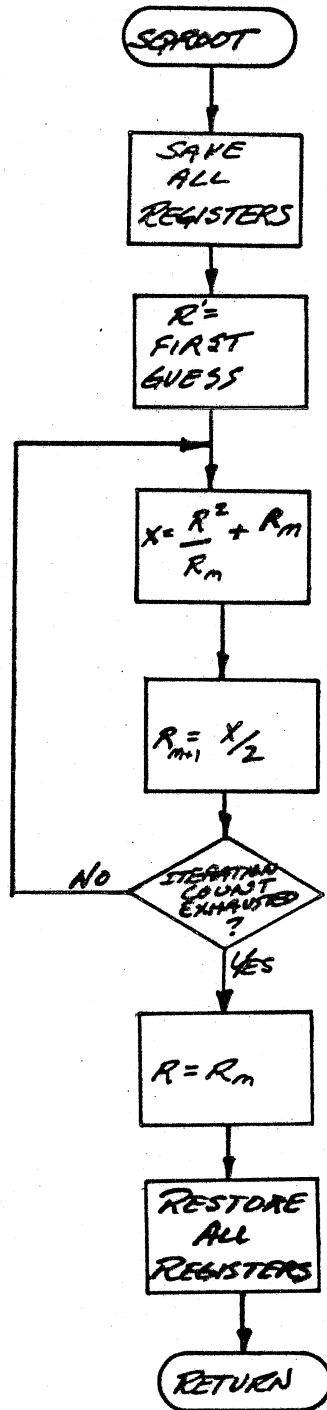 SQROOT
SAVE
ALL
REGISTERS
R'=
FIRST
GUESS
X = R² / Rm + Rm
Rm+1 = X/2
NO
ITERATION
COUNT
EXHAUSTED
?
YES
R = Rm
RESTORE
ALL
REGISTERS
RETURN